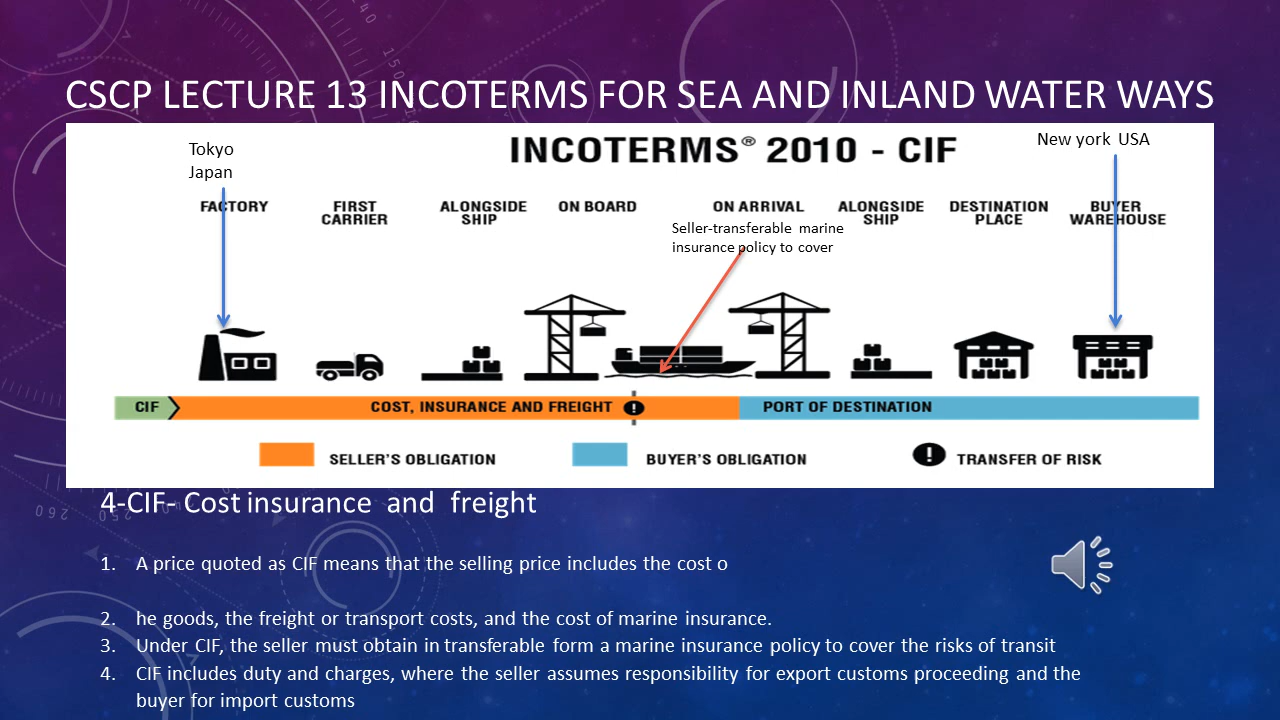 CSCP LECTURE 13 INCOTERMS FOR SEA AND INLAND WATER WAYS
INCOTERMS® 2010 - CIF
Tokyo
Japan
New york USA
FACTORY
FIRST
CARRIER
ALONGSIDE
SHIP
ON BOARD
ON ARRIVAL
ALONGSIDE
SHIP
DESTINATION
PLACE
BUYER
WAREHOUSE
Seller-transferable marine
insurance policy to cover
CIF
COST, INSURANCE AND FREIGHT
PORT OF DESTINATION
SELLER'S OBLIGATION
BUYER'S OBLIGATION
TRANSFER OF RISK
4-CIF- Cost insurance and freight
1. A price quoted as CIF means that the selling price includes the cost o
2. he goods, the freight or transport costs, and the cost of marine insurance.
3. Under CIF, the seller must obtain in transferable form a marine insurance policy to cover the risks of transit
4. CIF includes duty and charges, where the seller assumes responsibility for export customs proceeding and the
buyer for import customs
260
250